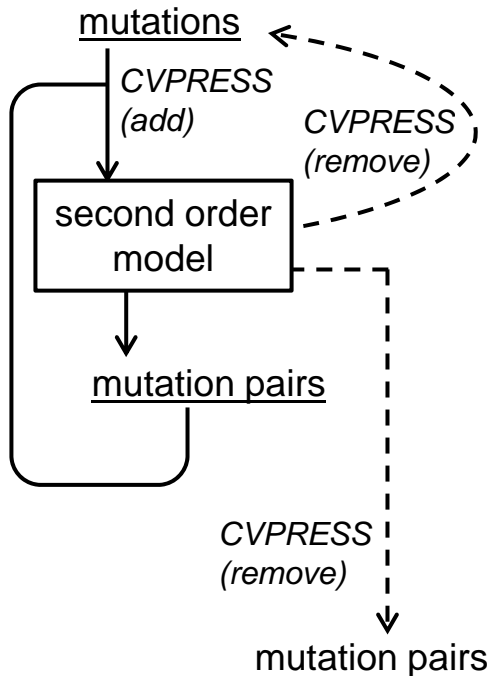 mutations
CVPRESS
(add)
CVPRESS
(remove)
second order
model
mutation pairs
CVPRESS
(remove)
mutation pairs